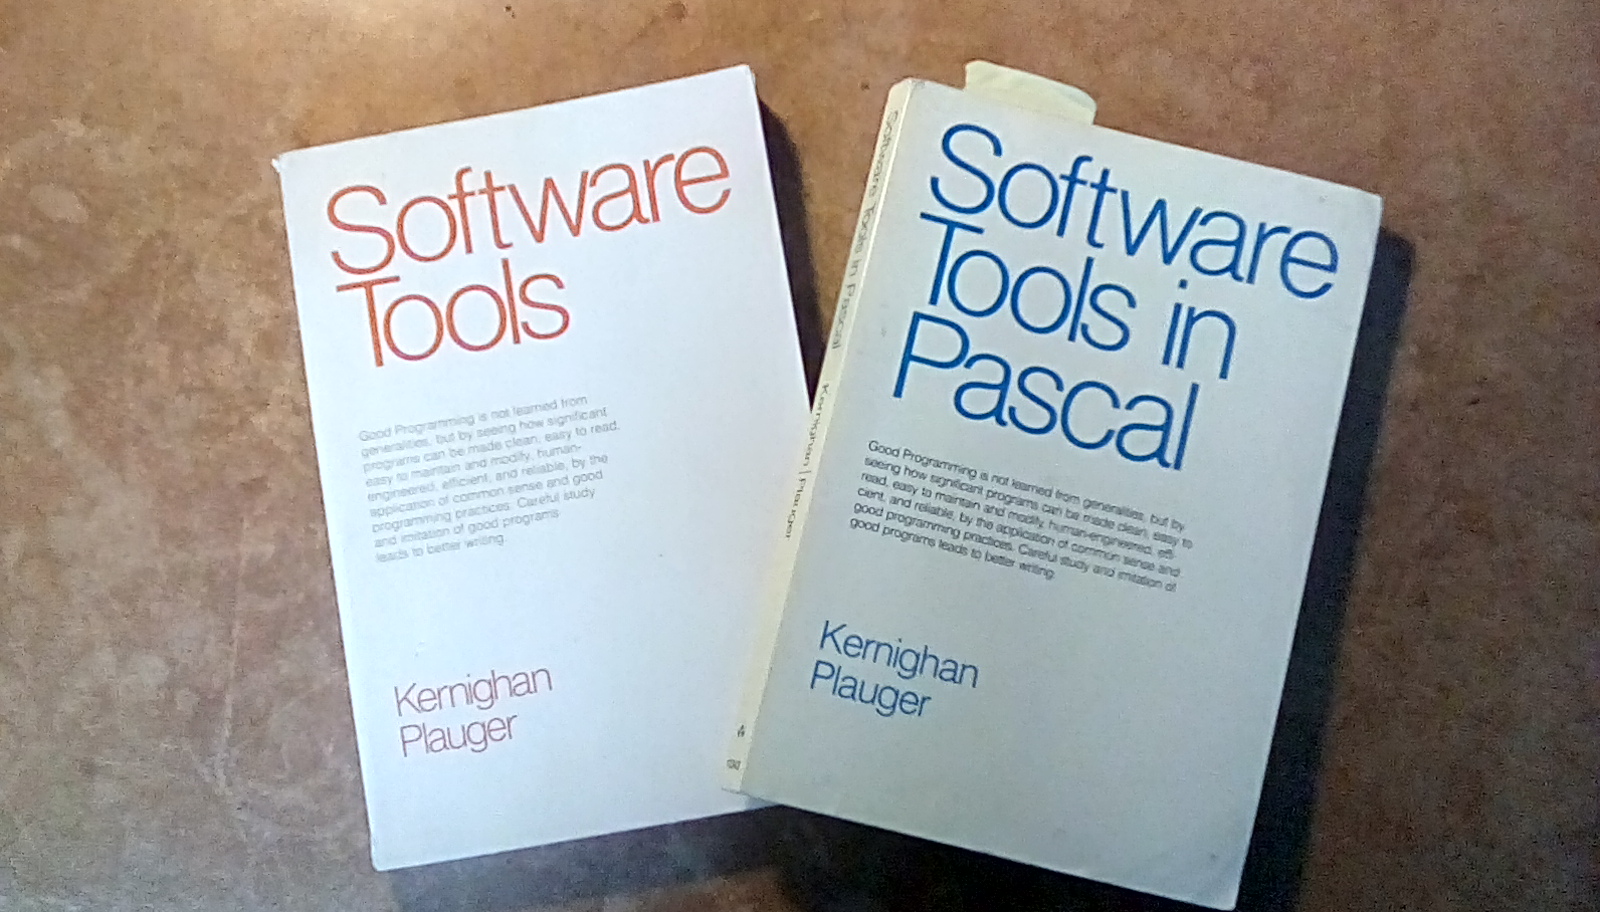 Software
Tools
Good Programming is not learned from
generalities, but by seeing how significant
programs can be made clean, easy to read,
easy to maintain and modify, human-
engineered, efficient, and reliable, by the
application of common sense and good
programming practices. Careful study
and imitation of good programs
leads to better writing.
Kernighan
Plauger
Software Tools in Pascal
Kernighan | Plauger
Software
Tools in
Pascal
Good Programming is not learned from generalities, but by
seeing how significant programs can be made clean, easy to
read, easy to maintain and modify, human-engineered, effi-
cient, and reliable, by the application of common sense and
good programming practices. Careful study and imitation of
good programs leads to better writing.
Kernighan
Plauger